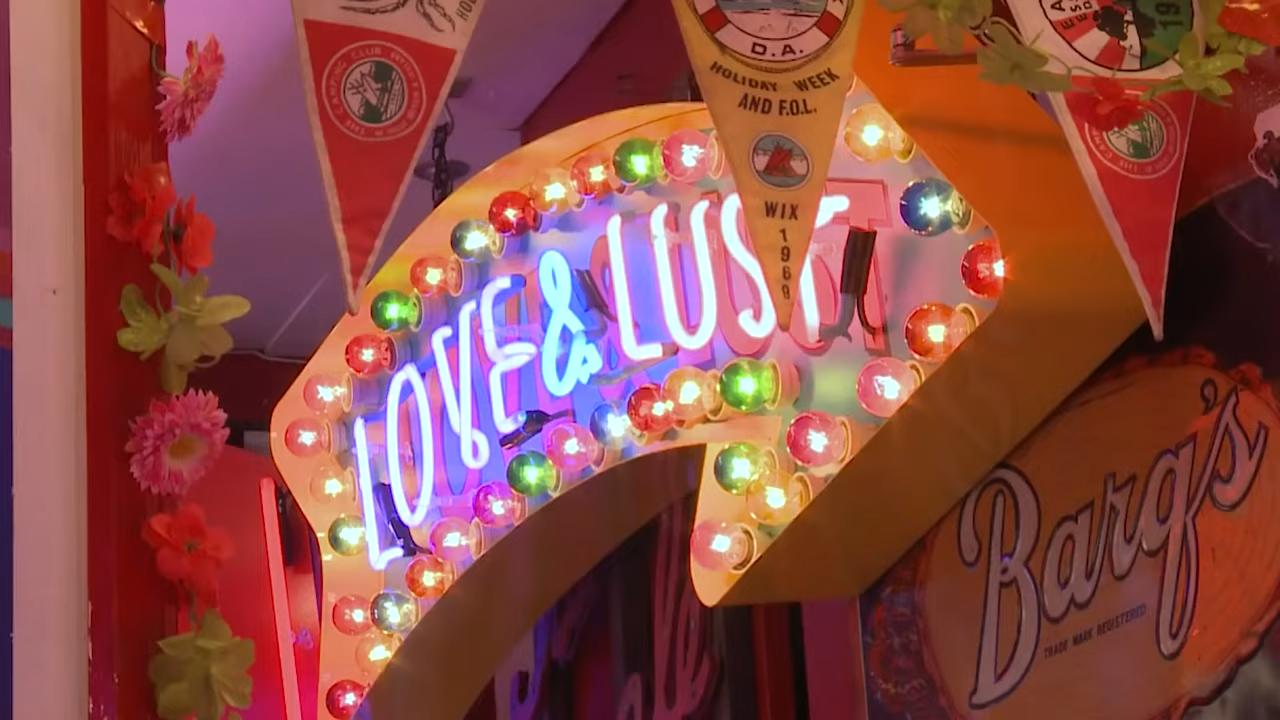 D.A.
HOLIDAY WEEK
AND F.O.L.
WIX
1969
LOVE & LUST
Barq's
TRADE MARK REGISTERED